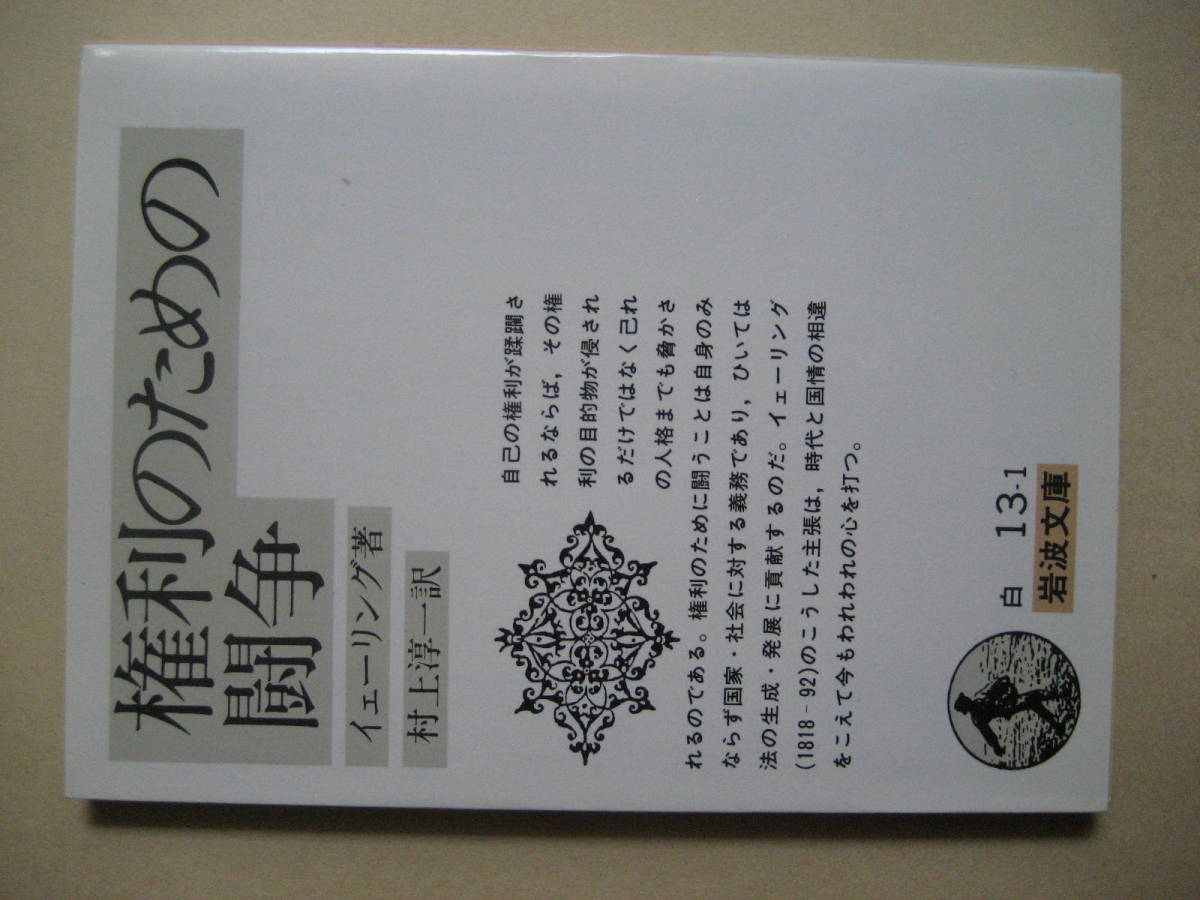 権利のための
闘争
イェーリング著
村上淳一訳
自己の権利が蹂躙さ
れるならば，その権
利の目的物が侵され
るだけではなく己れ
の人格までも脅かさ
れるのである。権利のために闘うことは自身のみ
ならず国家・社会に対する義務であり，ひいては
法の生成・発展に貢献するのだ。イェーリング
(1818‐92)のこうした主張は，時代と国情の相違
をこえて今もわれわれの心を打つ。
白 13-1
岩波文庫